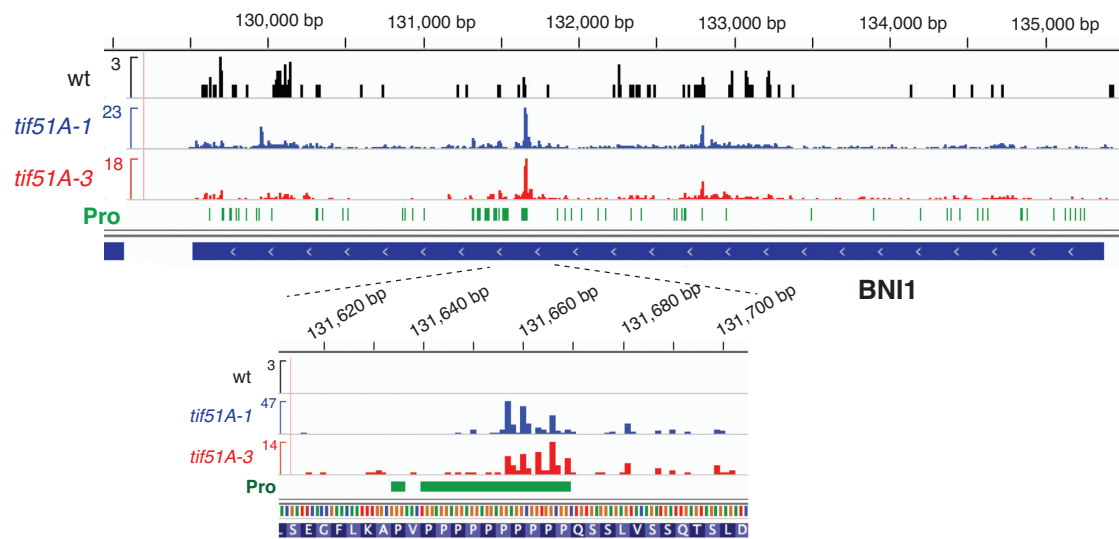 130,000 bp 131,000 bp 132,000 bp 133,000 bp 134,000 bp 135,000 bp
wt 3
tif51A-1 23
tif51A-3 18
Pro
BNI1
131,620 bp 131,640 bp 131,660 bp 131,680 bp 131,700 bp
wt 3
tif51A-1 47
tif51A-3 14
Pro
L S E G F L K A P V P P P P P P P P P P Q S S L V S S Q T S L D